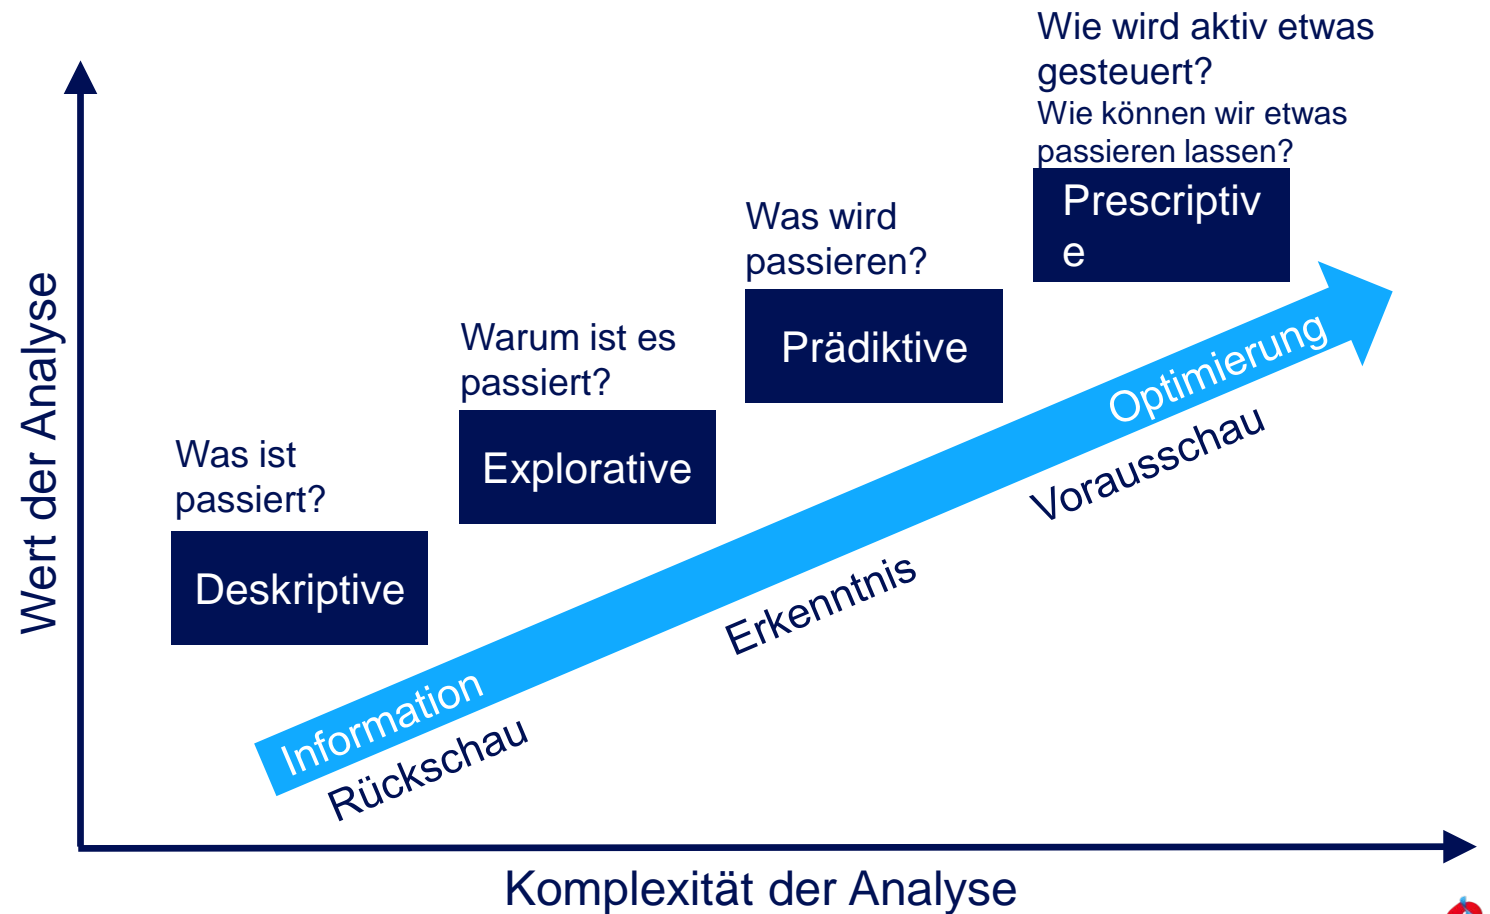 Wie wird aktiv etwas
gesteuert?
Wie können wir etwas
passieren lassen?
Prescriptiv
e
Was wird
passieren?
Prädiktive
Warum ist es
passiert?
Explorative
Was ist
passiert?
Deskriptive
Wert der Analyse
Information
Optimierung
Rückschau
Erkenntnis
Vorausschau
Komplexität der Analyse